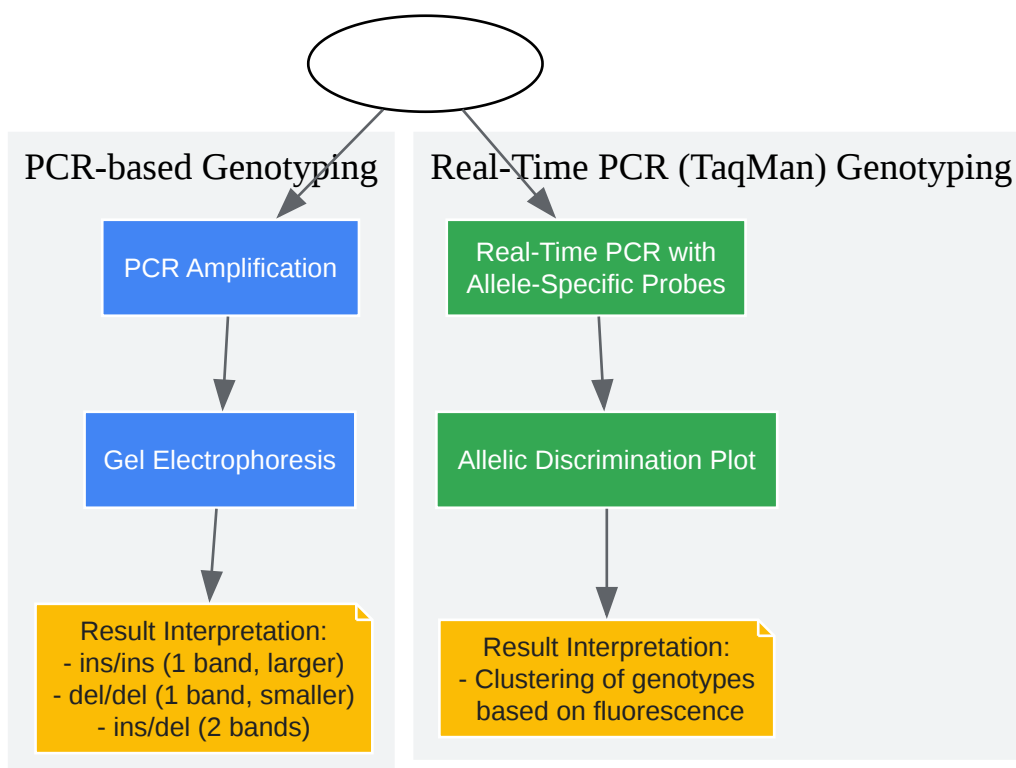 PCR-based Genotyping
PCR Amplification
Gel Electrophoresis
Result Interpretation:
- ins/ins (1 band, larger)
- del/del (1 band, smaller)
- ins/del (2 bands)
Real-Time PCR (TaqMan) Genotyping
Real-Time PCR with
Allele-Specific Probes
Allelic Discrimination Plot
Result Interpretation:
- Clustering of genotypes
based on fluorescence